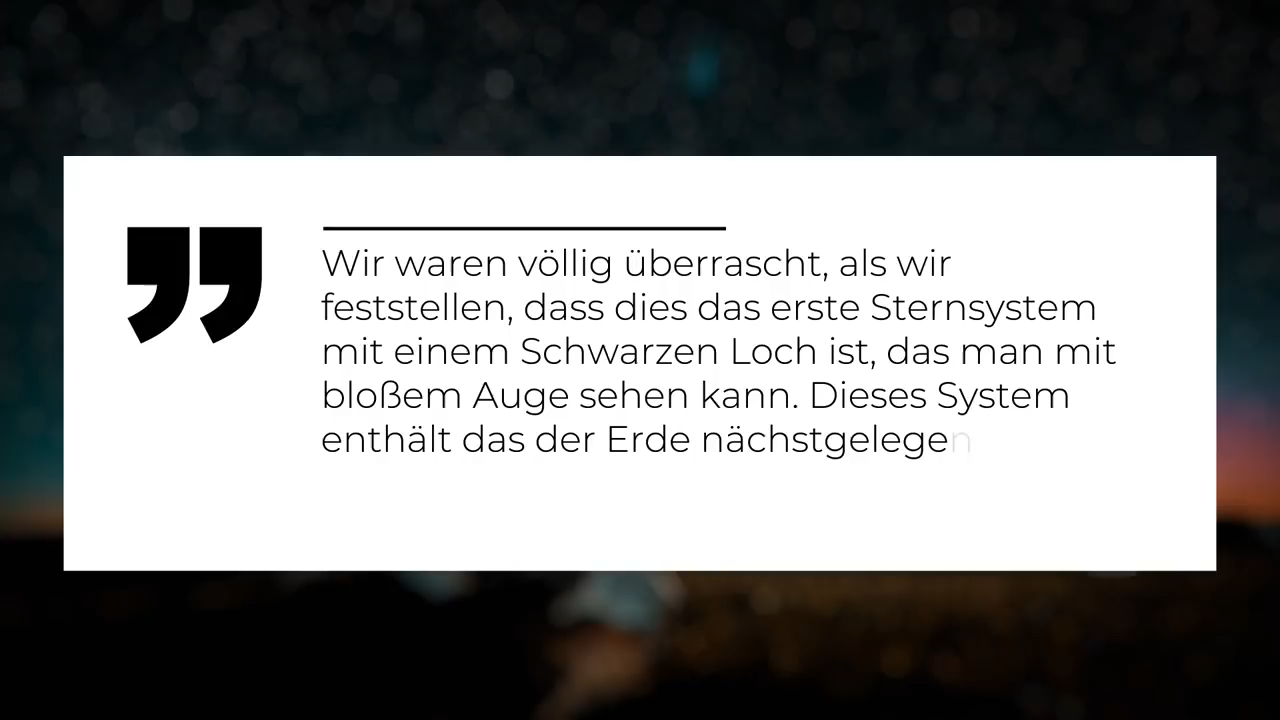 Wir waren völlig überrascht, als wir
feststellen, dass dies das erste Sternsystem
mit einem Schwarzen Loch ist, das man mit
bloßem Auge sehen kann. Dieses System
enthält das der Erde nächstgelegen